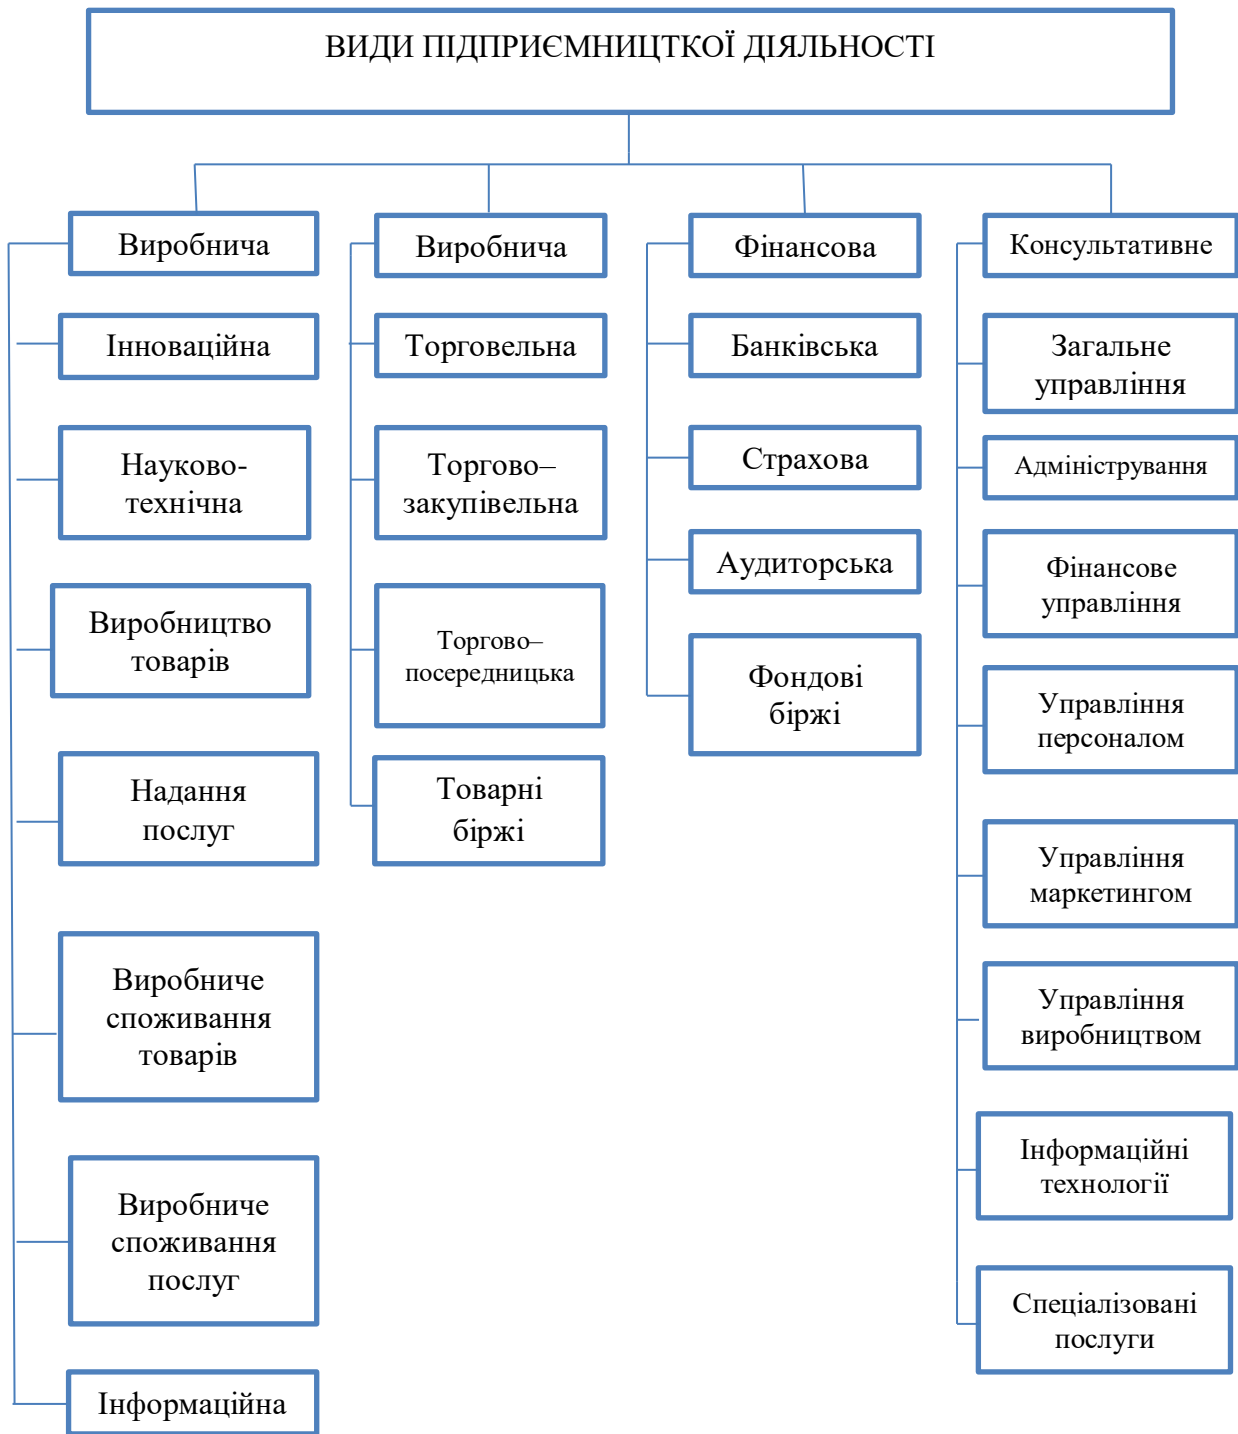 ВИДИ ПІДПРИЄМНИЦТКОЇ ДІЯЛЬНОСТІ
Виробнича
Інноваційна
Науково-
технічна
Виробництво
товарів
Надання
послуг
Виробниче
споживання
товарів
Виробниче
споживання
послуг
Інформаційна
Виробнича
Торговельна
Торгово–
закупівельна
Торгово–
посередницька
Товарні
біржі
Фінансова
Банківська
Страхова
Аудиторська
Фондові
біржі
Консультативне
Загальне
управління
Адміністрування
Фінансове
управління
Управління
персоналом
Управління
маркетингом
Управління
виробництвом
Інформаційні
технології
Спеціалізовані
послуги